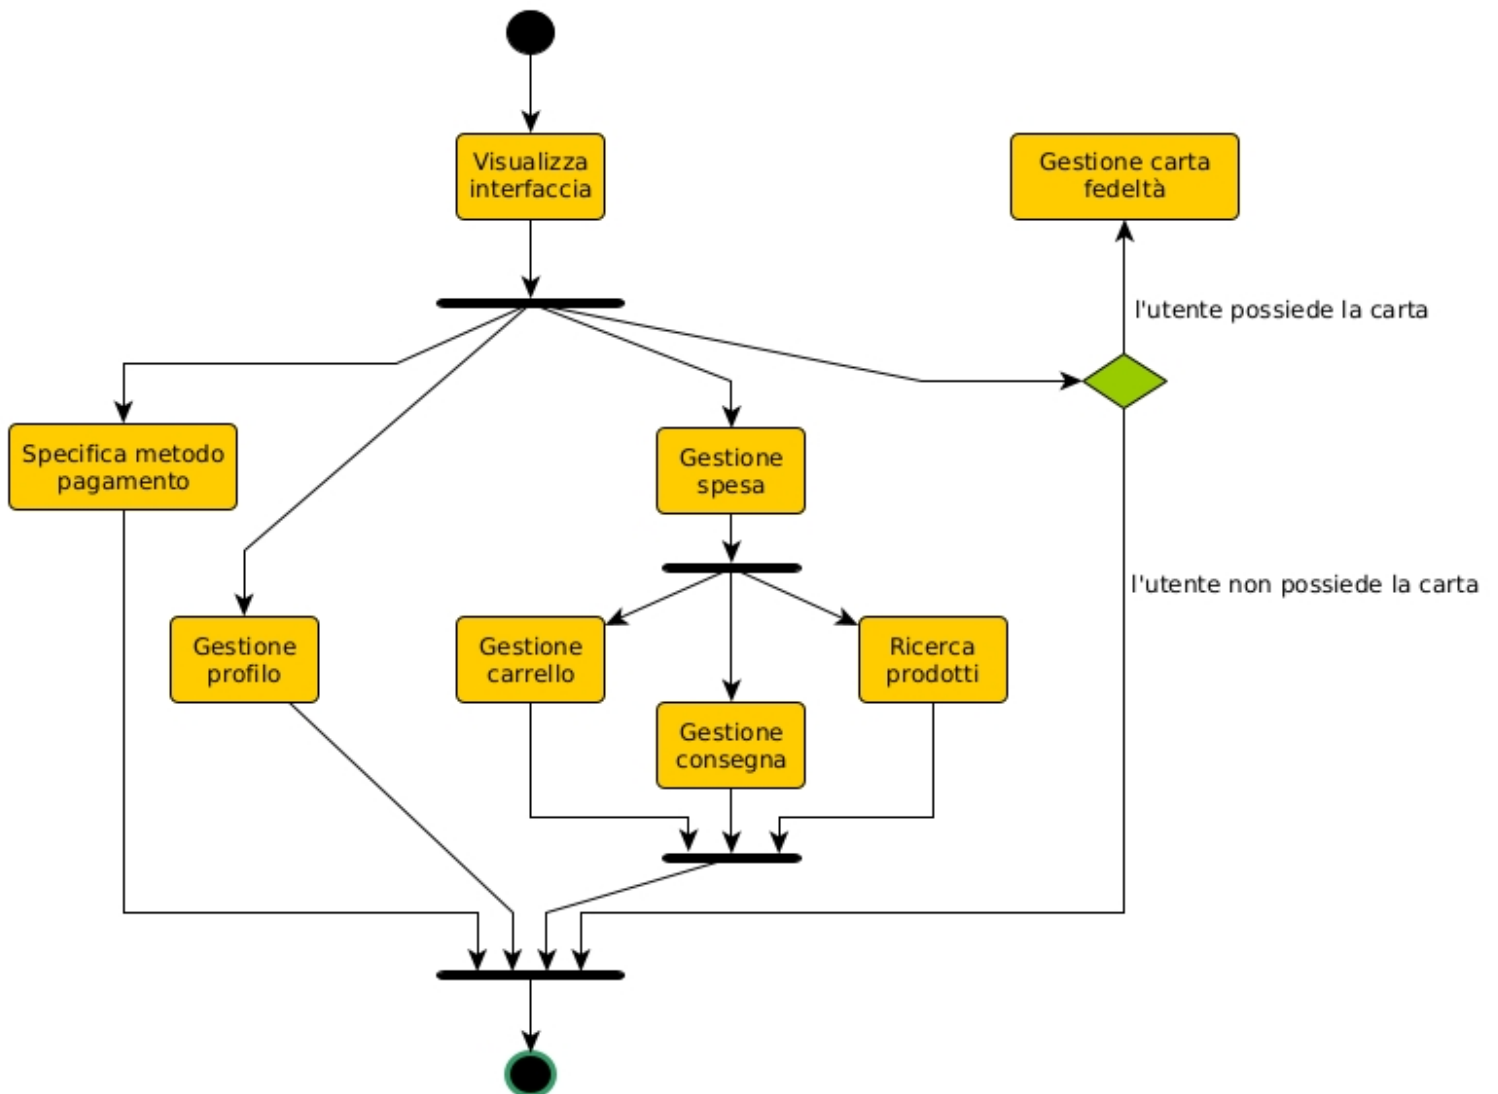 Visualizza
interfaccia
Gestione carta
fedeltà
l'utente possiede la carta
Specifica metodo
pagamento
Gestione
spesa
l'utente non possiede la carta
Gestione
profilo
Gestione
carrello
Ricerca
prodotti
Gestione
consegna